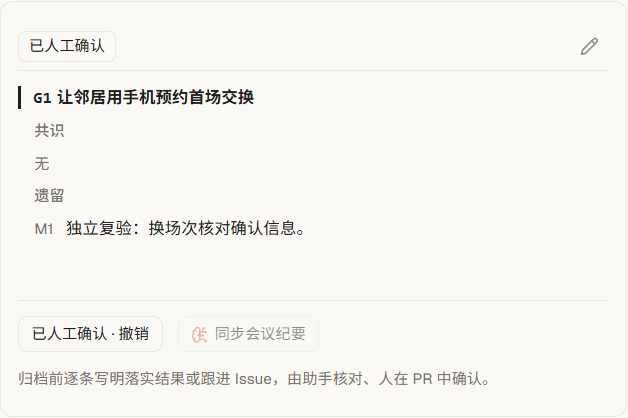 已人工确认
G1 让邻居用手机预约首场交换
共识
无
遗留
M1 独立复验：换场次核对确认信息。
已人工确认 · 撤销
同步会议纪要
归档前逐条写明落实结果或跟进 Issue，由助手核对、人在 PR 中确认。